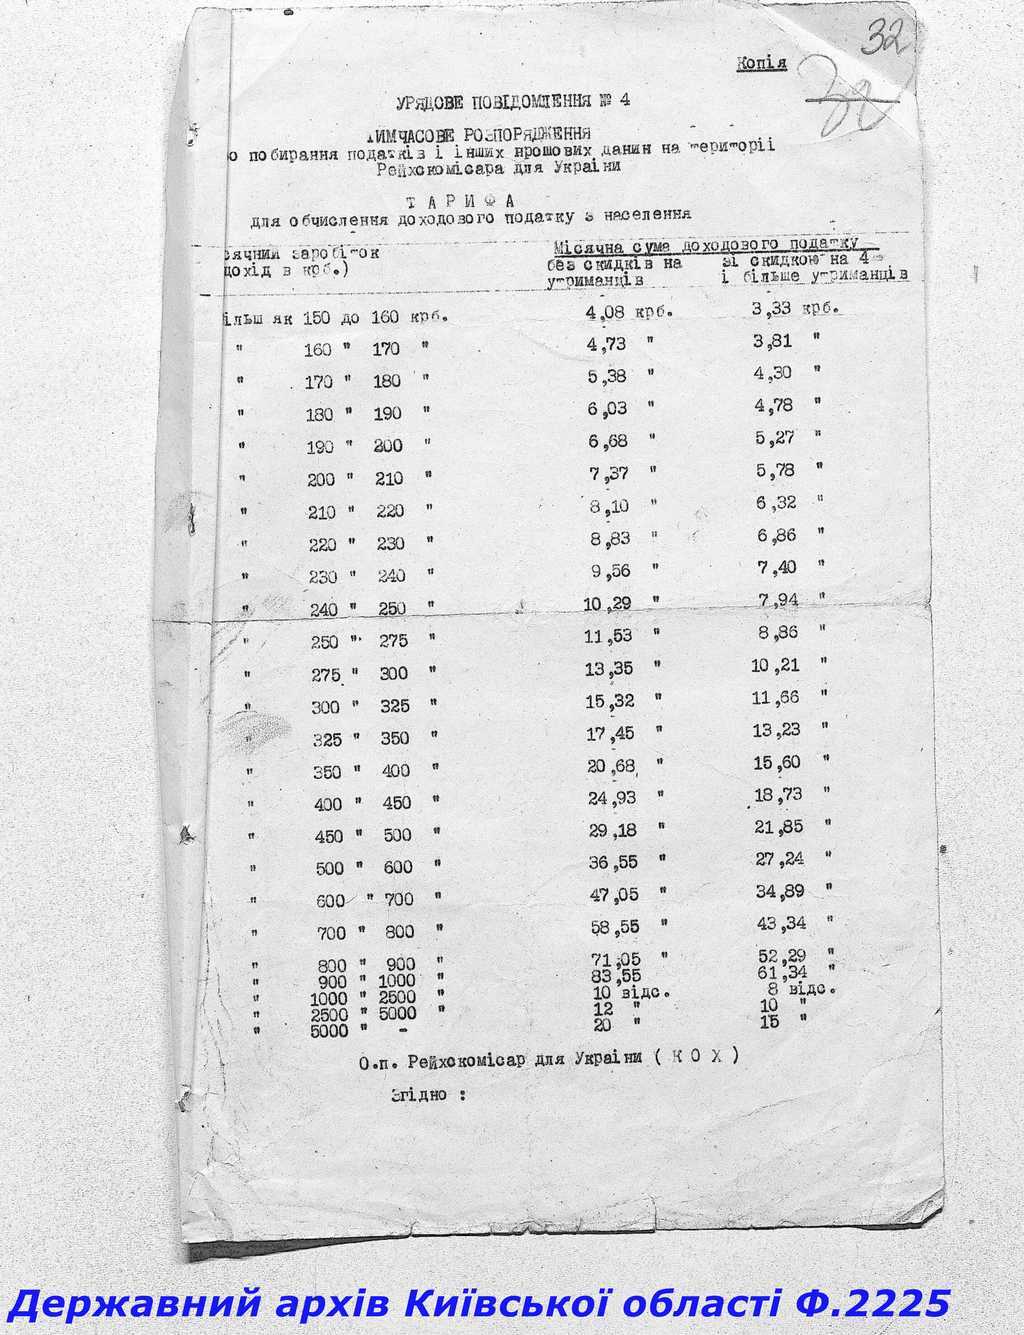 32
Копія
УРЯДОВЕ ПОВІДОМЛЕННЯ № 4
ТИМЧАСОВЕ РОЗПОРЯДЖЕННЯ
о побирання податків і інших грошових данин на території
Рейхскомісара для України
Т А Р И Ф А
для обчислення доходового податку з населення
сячний заробіток Місячна сума доходового податку
дохід в крб.) без скидків на зі скидкою на 4
утриманців і більше утриманців
ільш як 150 до 160 крб. 4,08 крб. 3,33 крб.
" 160 " 170 " 4,73 " 3,81 "
" 170 " 180 " 5,38 " 4,30 "
" 180 " 190 " 6,03 " 4,78 "
" 190 " 200 " 6,68 " 5,27 "
" 200 " 210 " 7,37 " 5,78 "
" 210 " 220 " 8,10 " 6,32 "
" 220 " 230 " 8,83 " 6,86 "
" 230 " 240 " 9,56 " 7,40 "
" 240 " 250 " 10,29 " 7,94 "
" 250 " 275 " 11,53 " 8,86 "
" 275 " 300 " 13,35 " 10,21 "
" 300 " 325 " 15,32 " 11,66 "
" 325 " 350 " 17,45 " 13,23 "
" 350 " 400 " 20,68 " 15,60 "
" 400 " 450 " 24,93 " 18,73 "
" 450 " 500 " 29,18 " 21,85 "
" 500 " 600 " 36,55 " 27,24 "
" 600 " 700 " 47,05 " 34,89 "
" 700 " 800 " 58,55 " 43,34 "
" 800 " 900 " 71,05 " 52,29 "
" 900 " 1000 " 83,55 61,34 "
" 1000 " 2500 " 10 відс. 8 відс.
" 2500 " 5000 " 12 " 10 "
" 5000 " - 20 " 15 "
О.п. Рейхскомісар для України ( К О Х )
Згідно :
Державний архів Київської області Ф.2225